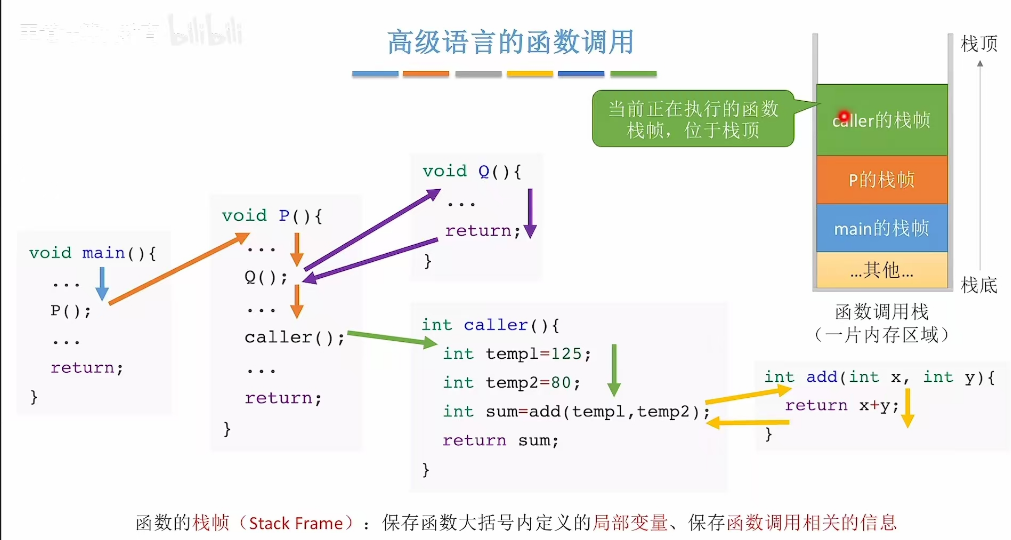 bilibili
高级语言的函数调用
栈顶
当前正在执行的函数
栈帧，位于栈顶
caller的栈帧
P的栈帧
main的栈帧
...其他...
栈底
函数调用栈
（一片内存区域）
void main(){
...
P();
...
return;
}
void P(){
...
Q();
...
caller();
...
return;
}
void Q(){
...
return;
}
int caller(){
int temp1=125;
int temp2=80;
int sum=add(temp1,temp2);
return sum;
}
int add(int x, int y){
return x+y;
}
函数的栈帧（Stack Frame）：保存函数大括号内定义的局部变量、保存函数调用相关的信息